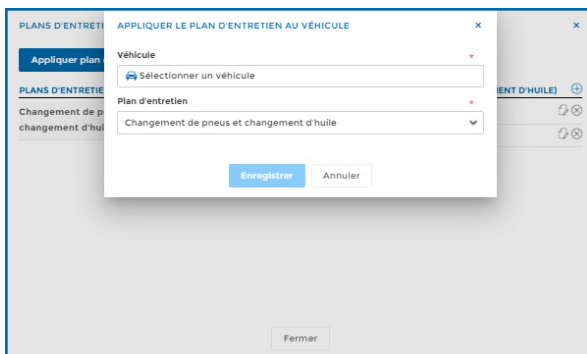 PLANS D'ENTRETI
APPLIQUER LE PLAN D'ENTRETIEN AU VÉHICULE
Appliquer plan
Véhicule *
Sélectionner un véhicule
PLANS D'ENTRETIE
MENT D'HUILE)
Plan d'entretien *
Changement de p
Changement de pneus et changement d'huile
changement d'hui
Enregistrer Annuler
Fermer